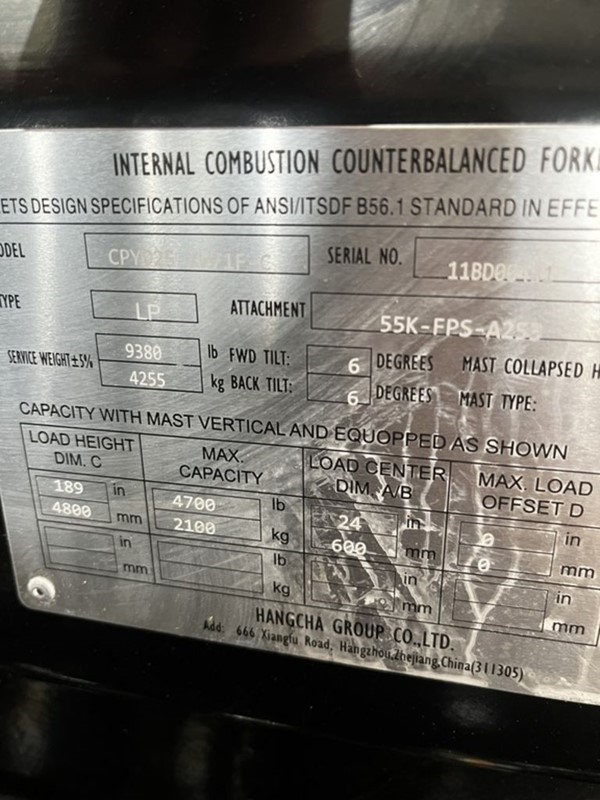 INTERNAL COMBUSTION COUNTERBALANCED FORK
ETS DESIGN SPECIFICATIONS OF ANSI/ITSDF B56.1 STANDARD IN EFFE
ODEL SERIAL NO.
TYPE LP ATTACHMENT
SERVICE WEIGHT±5% 9380 lb FWD TILT: 6 DEGREES MAST COLLAPSED H
4255 kg BACK TILT: 6 DEGREES MAST TYPE:
CAPACITY WITH MAST VERTICAL AND EQUOPPED AS SHOWN
LOAD HEIGHT DIM. C
MAX. CAPACITY
LOAD CENTER DIM. A/B
MAX. LOAD OFFSET D
189 in 4700 lb 24 in 0 in
4800 mm 2100 kg 600 mm 0 mm
in lb in in
mm kg mm mm
HANGCHA GROUP CO.,LTD.
Add: 666 Xiangfu Road, Hangzhou,Zhejiang,China(311305)